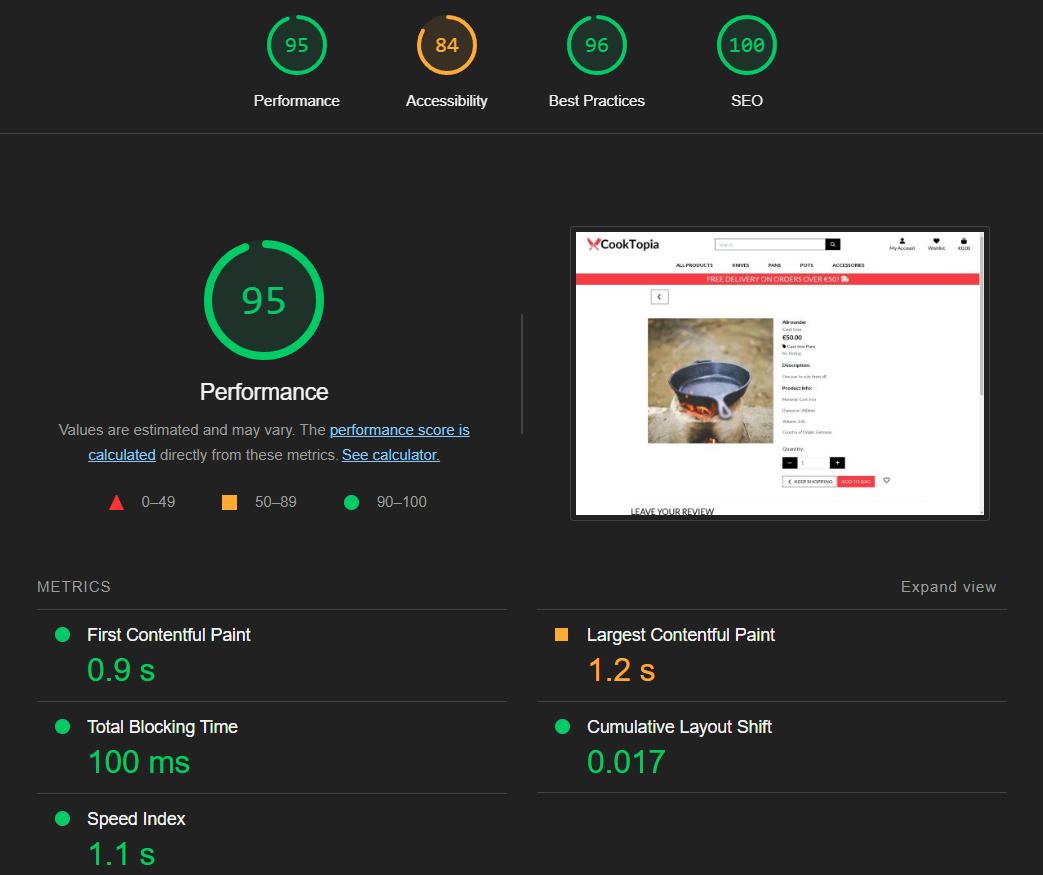 95
84
96
100
Performance
Accessibility
Best Practices
SEO
95
Performance
Values are estimated and may vary. The performance score is
calculated directly from these metrics. See calculator.
0–49
50–89
90–100
CookTopia
Search
My Account
Wishlist
€0.00
ALL PRODUCTS
KNIVES
PANS
POTS
ACCESSORIES
FREE DELIVERY ON ORDERS OVER €50!
Allrounder
Cast Iron
€50.00
Cast Iron Pans
No Rating
Description:
Product Info:
Material: Cast Iron
Diameter: 280mm
Country of Origin: Germany
Quantity:
−
1
+
KEEP SHOPPING
ADD TO BAG
LEAVE YOUR REVIEW
METRICS
Expand view
First Contentful Paint
0.9 s
Largest Contentful Paint
1.2 s
Total Blocking Time
100 ms
Cumulative Layout Shift
0.017
Speed Index
1.1 s